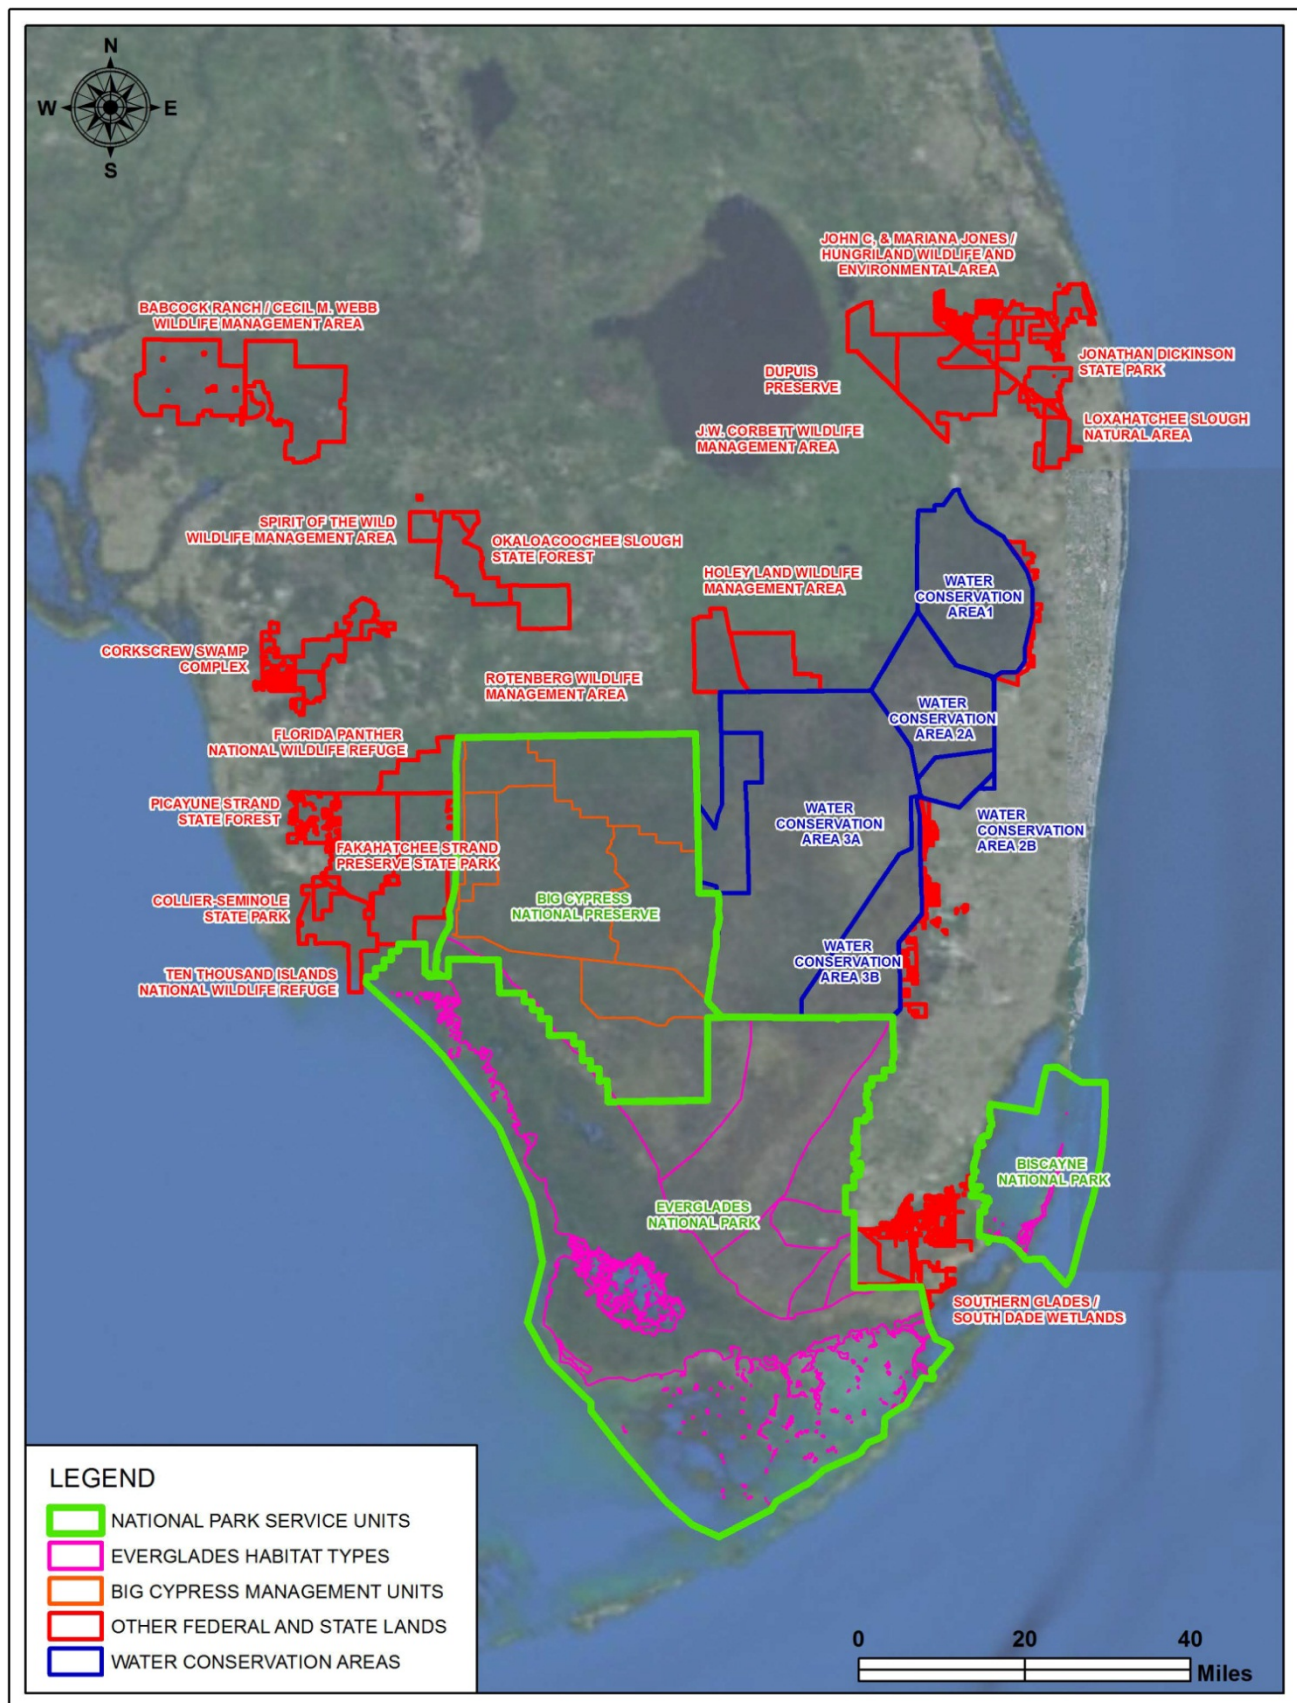 N
W E
S
JOHN C, & MARIANA JONES /
HUNGRILAND WILDLIFE AND
ENVIRONMENTAL AREA
BABCOCK RANCH / CECIL M. WEBB
WILDLIFE MANAGEMENT AREA
JONATHAN DICKINSON
STATE PARK
DUPUIS
PRESERVE
LOXAHATCHEE SLOUGH
NATURAL AREA
J.W. CORBETT WILDLIFE
MANAGEMENT AREA
SPIRIT OF THE WILD
WILDLIFE MANAGEMENT AREA
OKALOACOOCHEE SLOUGH
STATE FOREST
HOLEY LAND WILDLIFE
MANAGEMENT AREA
WATER
CONSERVATION
AREA1
CORKSCREW SWAMP
COMPLEX
ROTENBERG WILDLIFE
MANAGEMENT AREA
WATER
CONSERVATION
AREA 2A
FLORIDA PANTHER
NATIONAL WILDLIFE REFUGE
PICAYUNE STRAND
STATE FOREST
WATER
CONSERVATION
AREA 3A
WATER
CONSERVATION
AREA 2B
FAKAHATCHEE STRAND
PRESERVE STATE PARK
BIG CYPRESS
NATIONAL PRESERVE
COLLIER-SEMINOLE
STATE PARK
WATER
CONSERVATION
AREA 3B
TEN THOUSAND ISLANDS
NATIONAL WILDLIFE REFUGE
BISCAYNE
NATIONAL PARK
EVERGLADES
NATIONAL PARK
SOUTHERN GLADES /
SOUTH DADE WETLANDS
LEGEND
NATIONAL PARK SERVICE UNITS
EVERGLADES HABITAT TYPES
BIG CYPRESS MANAGEMENT UNITS
OTHER FEDERAL AND STATE LANDS
WATER CONSERVATION AREAS
0 20 40
Miles